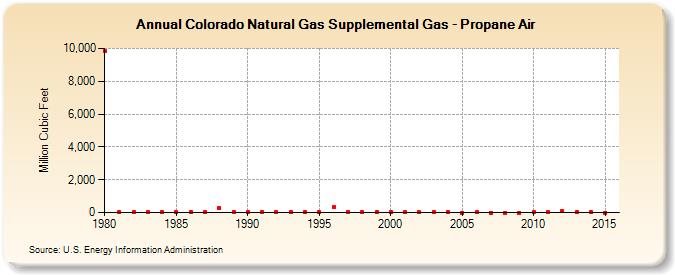 Annual Colorado Natural Gas Supplemental Gas - Propane Air
Million Cubic Feet
10,000
8,000
6,000
4,000
2,000
0
1980 1985 1990 1995 2000 2005 2010 2015
Source: U.S. Energy Information Administration